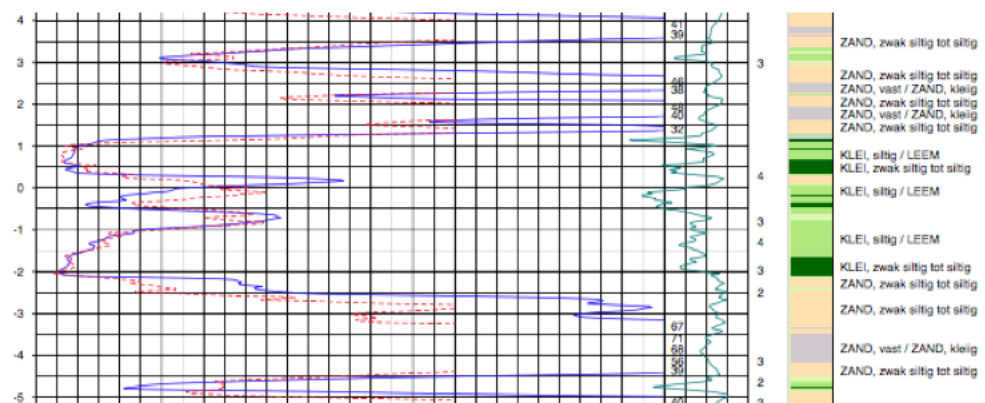 4
41
39
ZAND, zwak siltig tot siltig
3
3
ZAND, zwak siltig tot siltig
46
38
ZAND, vast / ZAND, kleiig
2
ZAND, zwak siltig tot siltig
48
40
ZAND, vast / ZAND, kleiig
32
ZAND, zwak siltig tot siltig
1
KLEI, siltig / LEEM
KLEI, zwak siltig tot siltig
4
0
KLEI, siltig / LEEM
3
-1
4
KLEI, siltig / LEEM
-2
3
KLEI, zwak siltig tot siltig
2
ZAND, zwak siltig tot siltig
-3
ZAND, zwak siltig tot siltig
67
71
68
56
39
ZAND, vast / ZAND, kleiig
-4
3
ZAND, zwak siltig tot siltig
2
-5